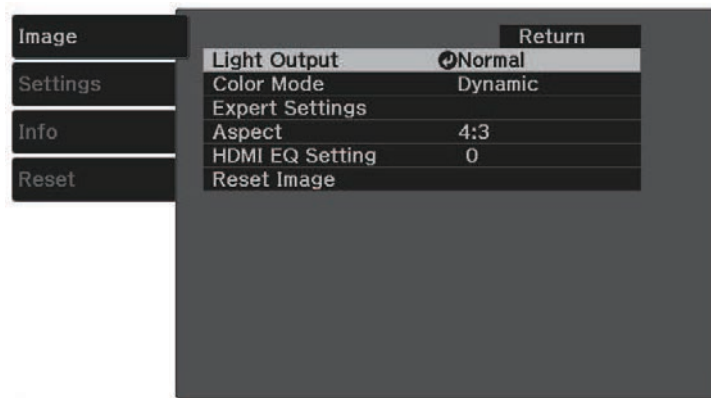 Image
Settings
Info
Reset
Return
Light Output Normal
Color Mode Dynamic
Expert Settings
Aspect 4:3
HDMI EQ Setting 0
Reset Image